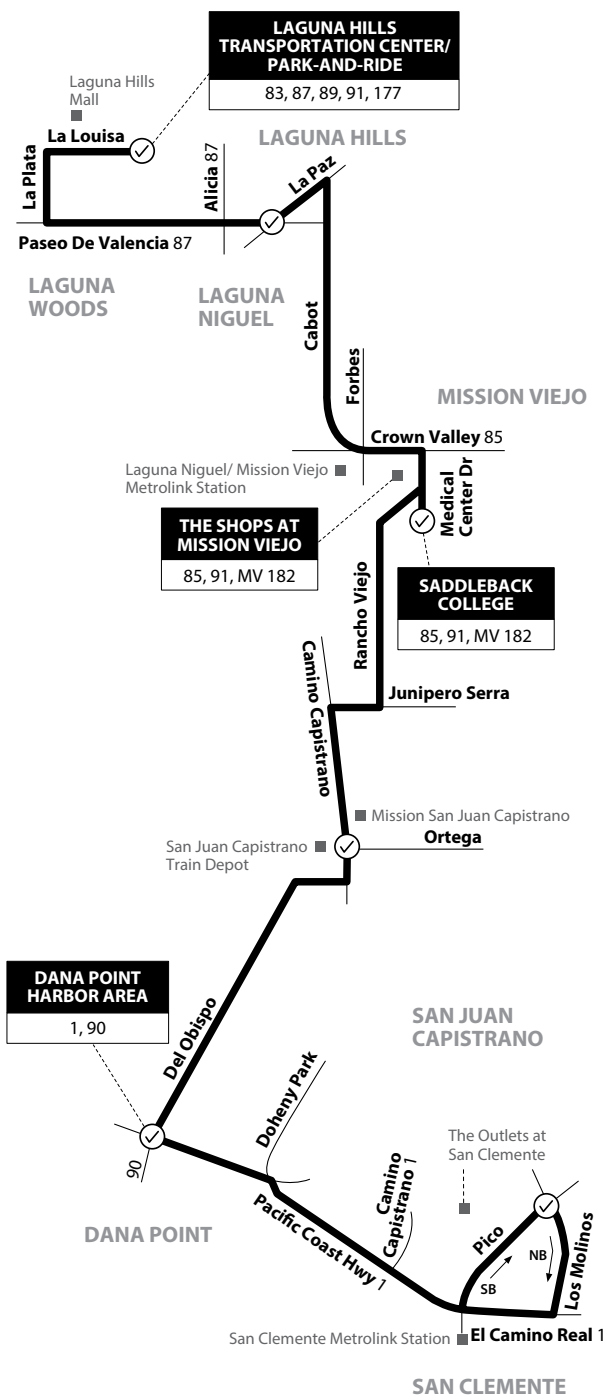 LAGUNA HILLS
TRANSPORTATION CENTER/
PARK-AND-RIDE
83, 87, 89, 91, 177
Laguna Hills
Mall
La Louisa
LAGUNA HILLS
La Plata
Alicia 87
La Paz
Paseo De Valencia 87
LAGUNA
WOODS
LAGUNA
NIGUEL
Cabot
Forbes
MISSION VIEJO
Crown Valley 85
Laguna Niguel/ Mission Viejo
Metrolink Station
Medical
Center Dr
THE SHOPS AT
MISSION VIEJO
85, 91, MV 182
SADDLEBACK
COLLEGE
85, 91, MV 182
Rancho Viejo
Camino Capistrano
Junipero Serra
Mission San Juan Capistrano
Ortega
San Juan Capistrano
Train Depot
DANA POINT
HARBOR AREA
1, 90
Del Obispo
SAN JUAN
CAPISTRANO
Doheny Park
90
The Outlets at
San Clemente
Camino
Capistrano 1
DANA POINT
Pacific Coast Hwy 1
Pico
NB
SB
Los Molinos
San Clemente Metrolink Station
El Camino Real 1
SAN CLEMENTE